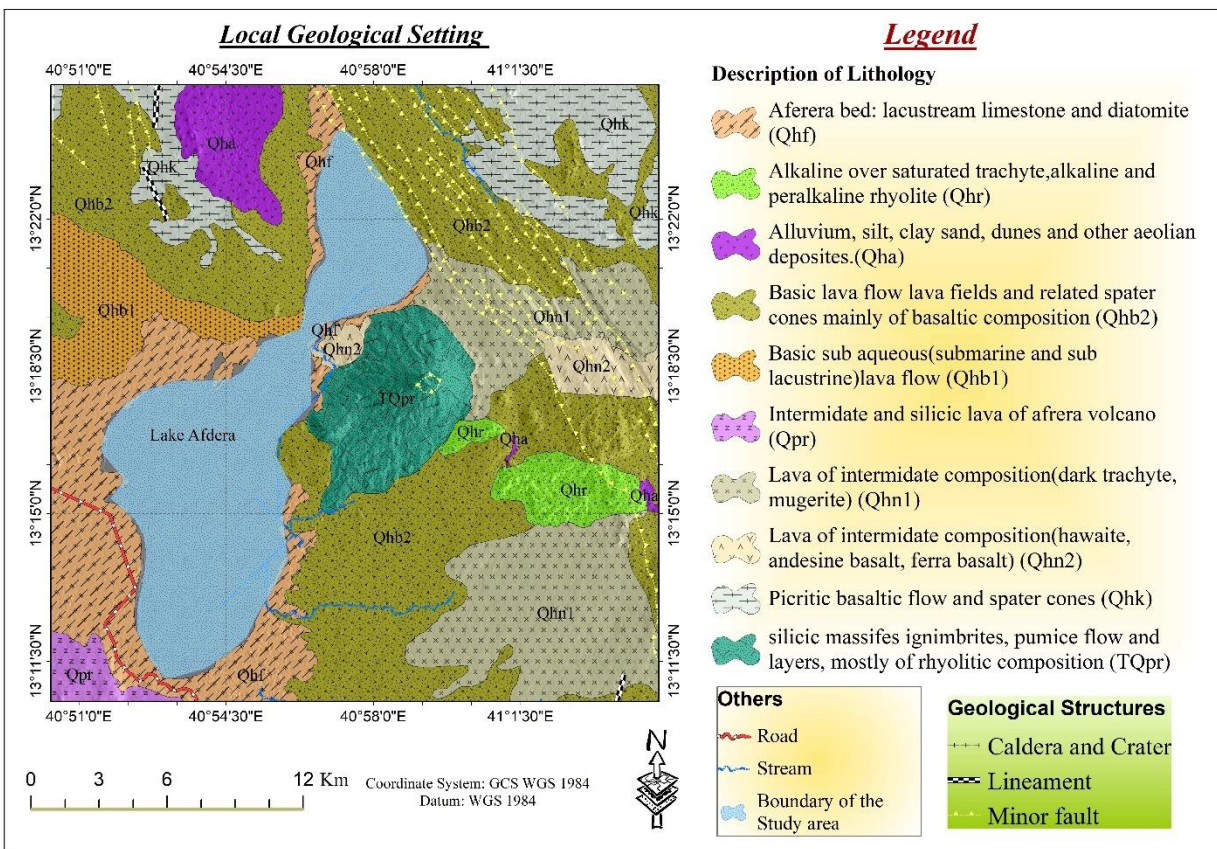 Local Geological Setting
40°51'0"E 40°54'30"E 40°58'0"E 41°1'30"E
13°22'0"N
13°18'30"N
13°15'0"N
13°11'30"N
13°22'0"N
13°18'30"N
13°15'0"N
13°11'30"N
Qha
Qhk
Qhk
Qhf
Qhk
Qhb2
Qhb2
Qhk
Qhb1
Qhn1
Qhf
Qhn2
Qhn2
TQpr
Lake Afdera
Qhr
Qha
Qhr
Qha
Qhb2
Qhn1
Qpr
Qhf
40°51'0"E 40°54'30"E 40°58'0"E 41°1'30"E
0 3 6 12 Km
Coordinate System: GCS WGS 1984
Datum: WGS 1984
N
Legend
Description of Lithology
Aferera bed: lacustream limestone and diatomite
(Qhf)
Alkaline over saturated trachyte,alkaline and
peralkaline rhyolite (Qhr)
Alluvium, silt, clay sand, dunes and other aeolian
deposites.(Qha)
Basic lava flow lava fields and related spater
cones mainly of basaltic composition (Qhb2)
Basic sub aqueous(submarine and sub
lacustrine)lava flow (Qhb1)
Intermidate and silicic lava of afrera volcano
(Qpr)
Lava of intermidate composition(dark trachyte,
mugerite) (Qhn1)
Lava of intermidate composition(hawaite,
andesine basalt, ferra basalt) (Qhn2)
Picritic basaltic flow and spater cones (Qhk)
silicic massifes ignimbrites, pumice flow and
layers, mostly of rhyolitic composition (TQpr)
Others
Road
Stream
Boundary of the
Study area
Geological Structures
Caldera and Crater
Lineament
Minor fault